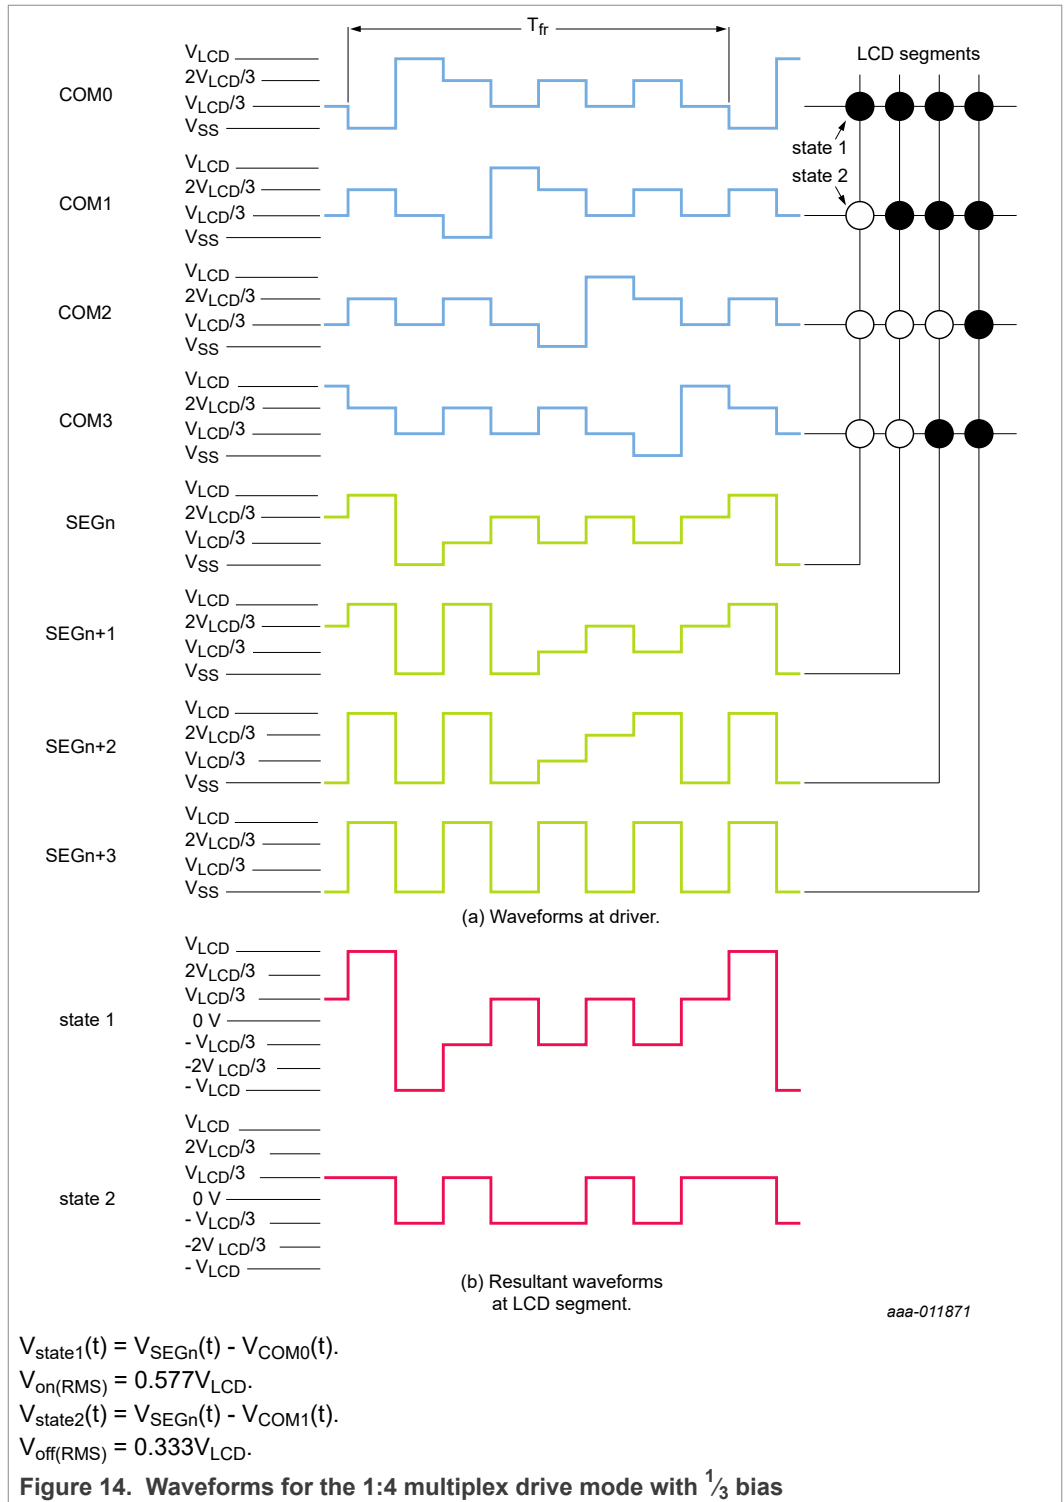 T_fr
LCD segments
COM0
V_LCD
2V_LCD/3
V_LCD/3
V_SS
state 1
state 2
COM1
V_LCD
2V_LCD/3
V_LCD/3
V_SS
COM2
V_LCD
2V_LCD/3
V_LCD/3
V_SS
COM3
V_LCD
2V_LCD/3
V_LCD/3
V_SS
SEGn
V_LCD
2V_LCD/3
V_LCD/3
V_SS
SEGn+1
V_LCD
2V_LCD/3
V_LCD/3
V_SS
SEGn+2
V_LCD
2V_LCD/3
V_LCD/3
V_SS
SEGn+3
V_LCD
2V_LCD/3
V_LCD/3
V_SS
(a) Waveforms at driver.
state 1
V_LCD
2V_LCD/3
V_LCD/3
0 V
- V_LCD/3
-2V_LCD/3
- V_LCD
state 2
V_LCD
2V_LCD/3
V_LCD/3
0 V
- V_LCD/3
-2V_LCD/3
- V_LCD
(b) Resultant waveforms
at LCD segment.
aaa-011871
V_state1(t) = V_SEGn(t) - V_COM0(t).
V_on(RMS) = 0.577V_LCD.
V_state2(t) = V_SEGn(t) - V_COM1(t).
V_off(RMS) = 0.333V_LCD.
Figure 14. Waveforms for the 1:4 multiplex drive mode with 1/3 bias